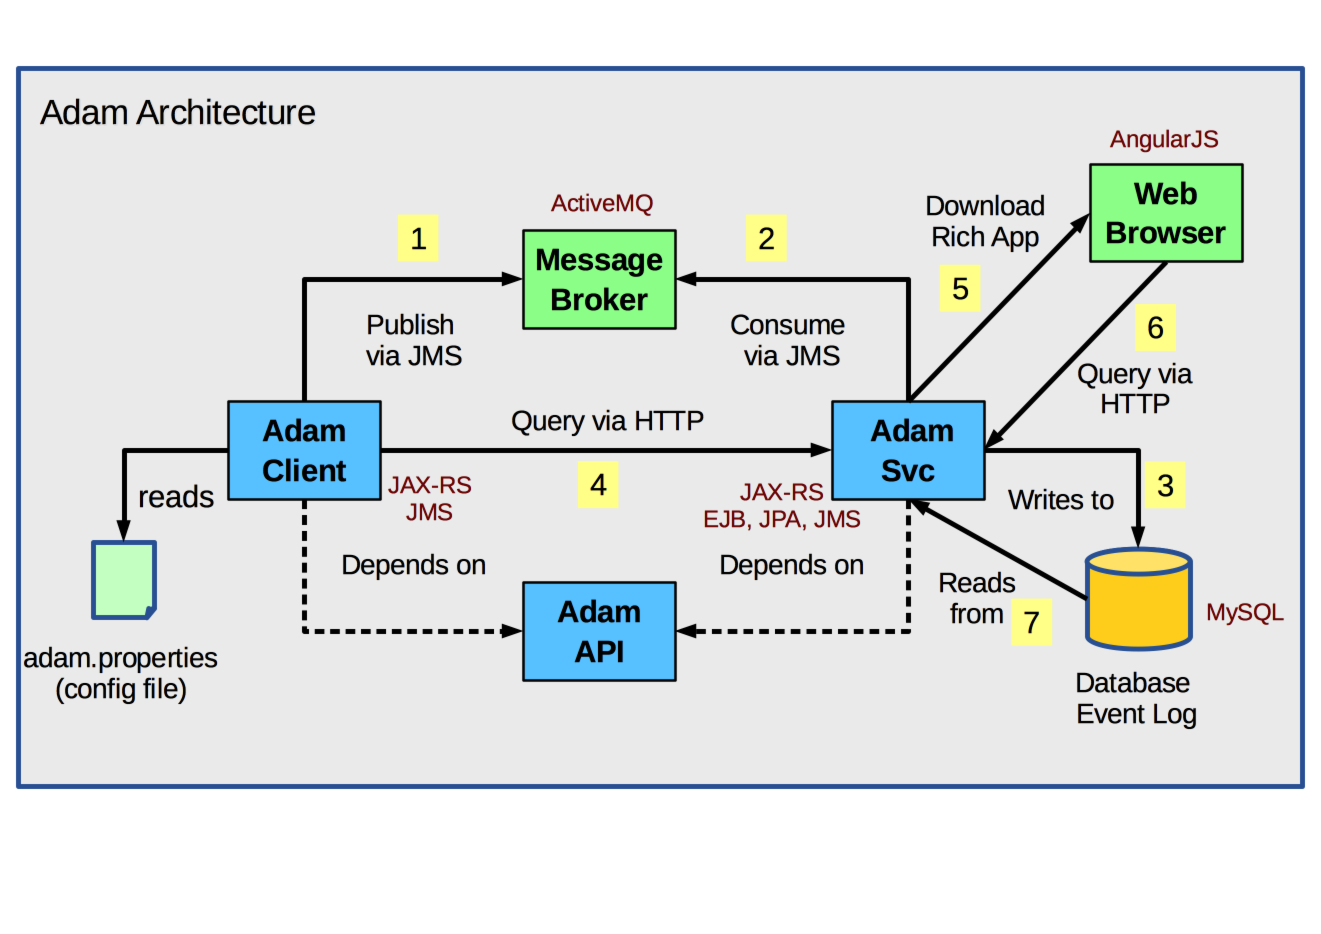 Adam Architecture
AngularJS
Web
Browser
Download
Rich App
5
6
Query via
HTTP
ActiveMQ
1
2
Message
Broker
Publish
via JMS
Consume
via JMS
Adam
Client
Query via HTTP
4
Adam
Svc
reads
JAX-RS
JMS
JAX-RS
EJB, JPA, JMS
Writes to
3
Depends on
Depends on
Adam
API
Reads
from
7
MySQL
adam.properties
(config file)
Database
Event Log